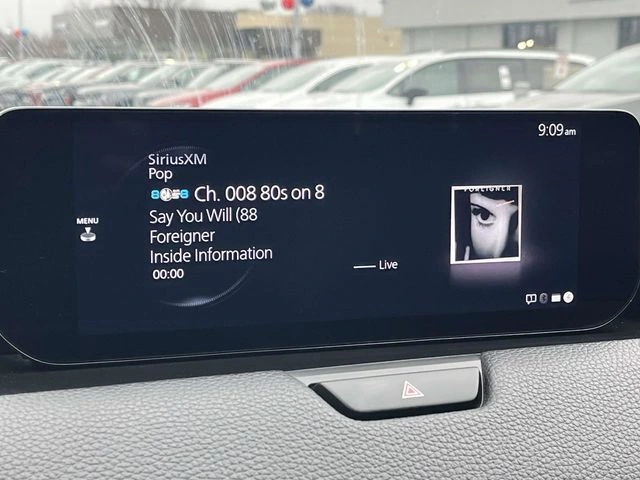 9:09am
SiriusXM
Pop
Ch. 008 80s on 8
Say You Will (88
Foreigner
Inside Information
00:00
MENU
Live
FOREIGNER